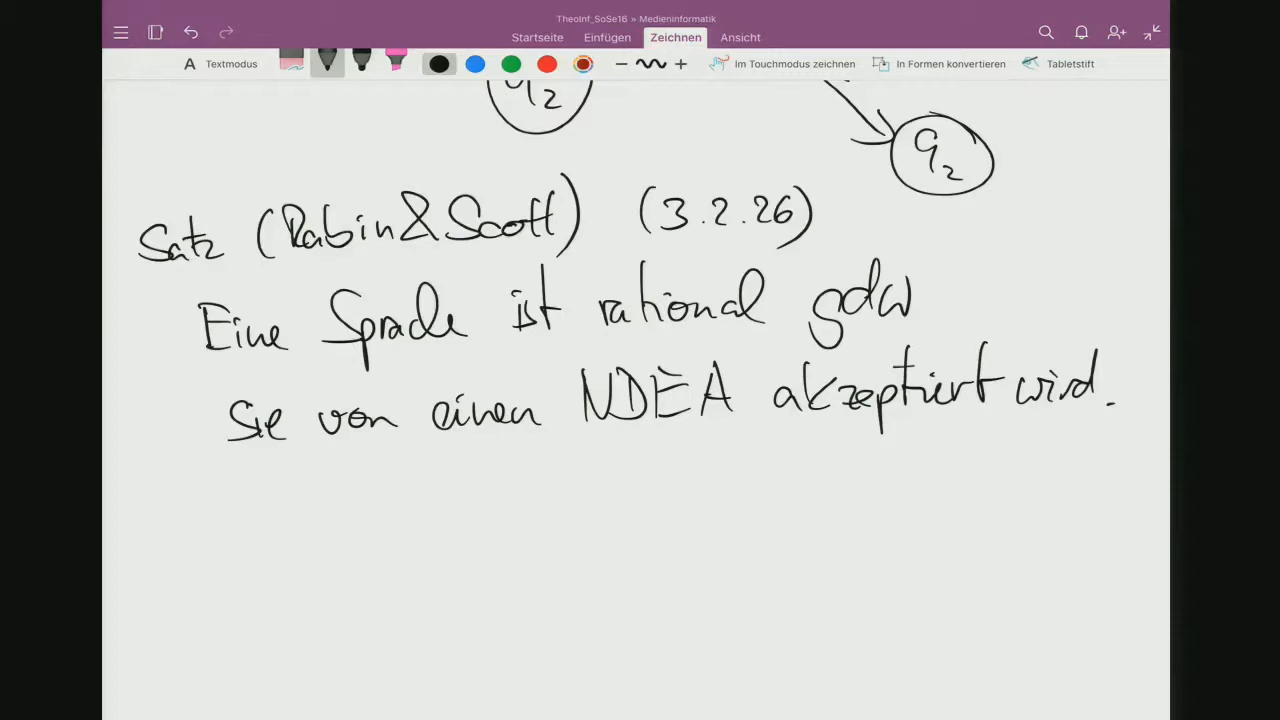 TheoInf_SoSe16 » Medieninformatik
Startseite Einfügen Zeichnen Ansicht
A Textmodus Im Touchmodus zeichnen In Formen konvertieren Tabletstift
q2
q2
Satz (Rabin&Scott) (3.2.26)
Eine Sprache ist rational gdw
sie von einen NDEA akzeptiert wird.